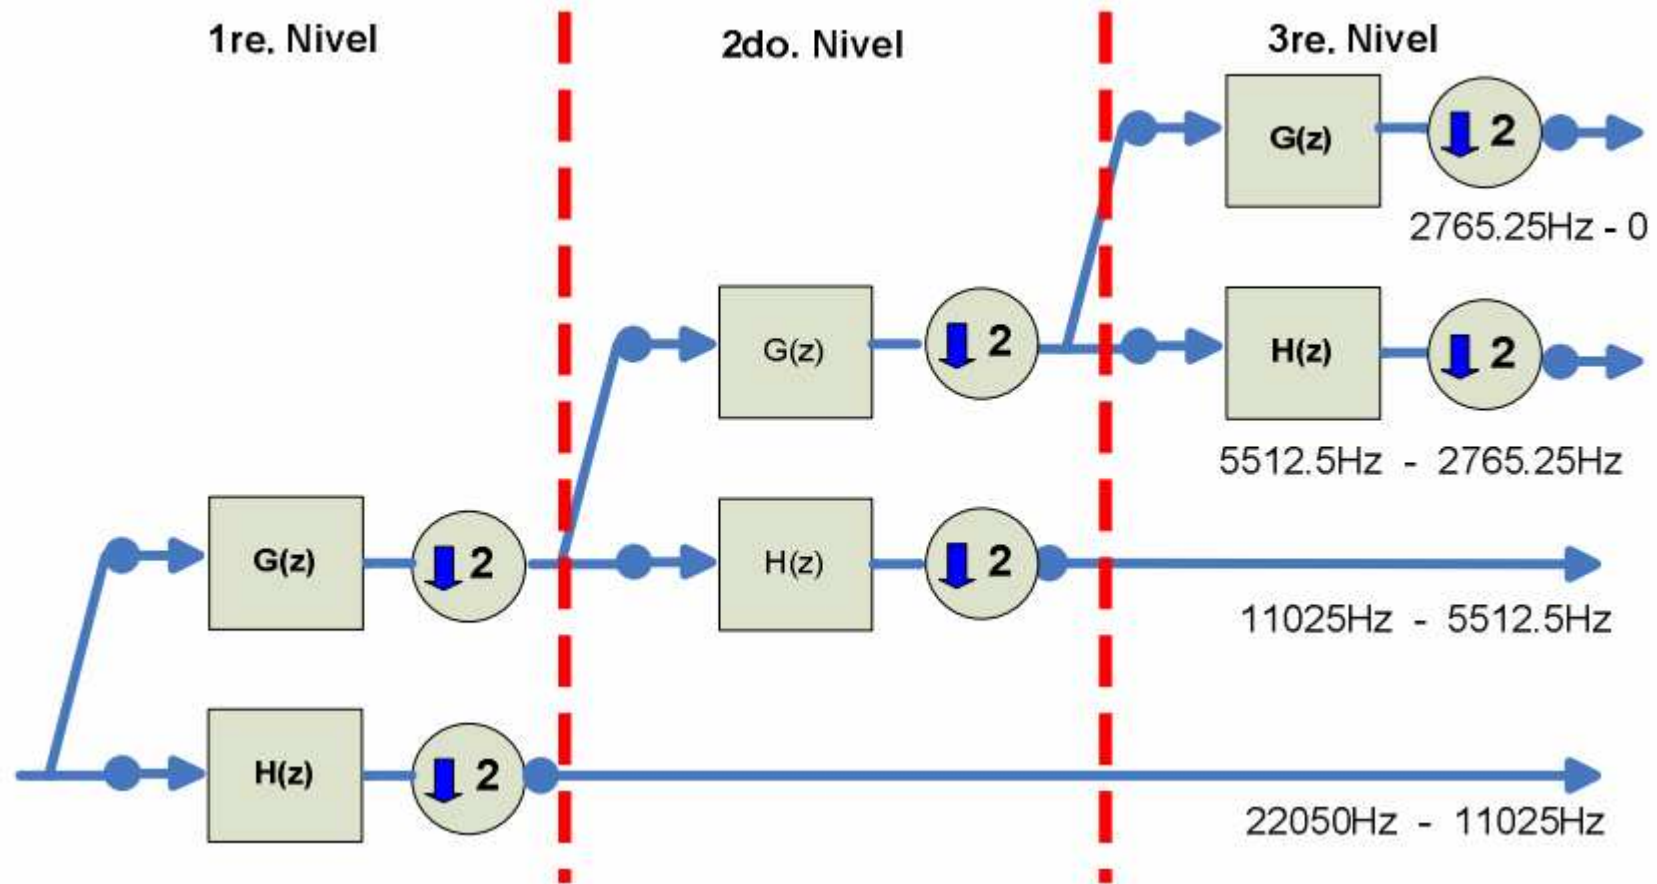 1re. Nivel
2do. Nivel
3re. Nivel
G(z)
2
2765.25Hz - 0
G(z)
2
H(z)
2
5512.5Hz - 2765.25Hz
G(z)
2
H(z)
2
11025Hz - 5512.5Hz
H(z)
2
22050Hz - 11025Hz